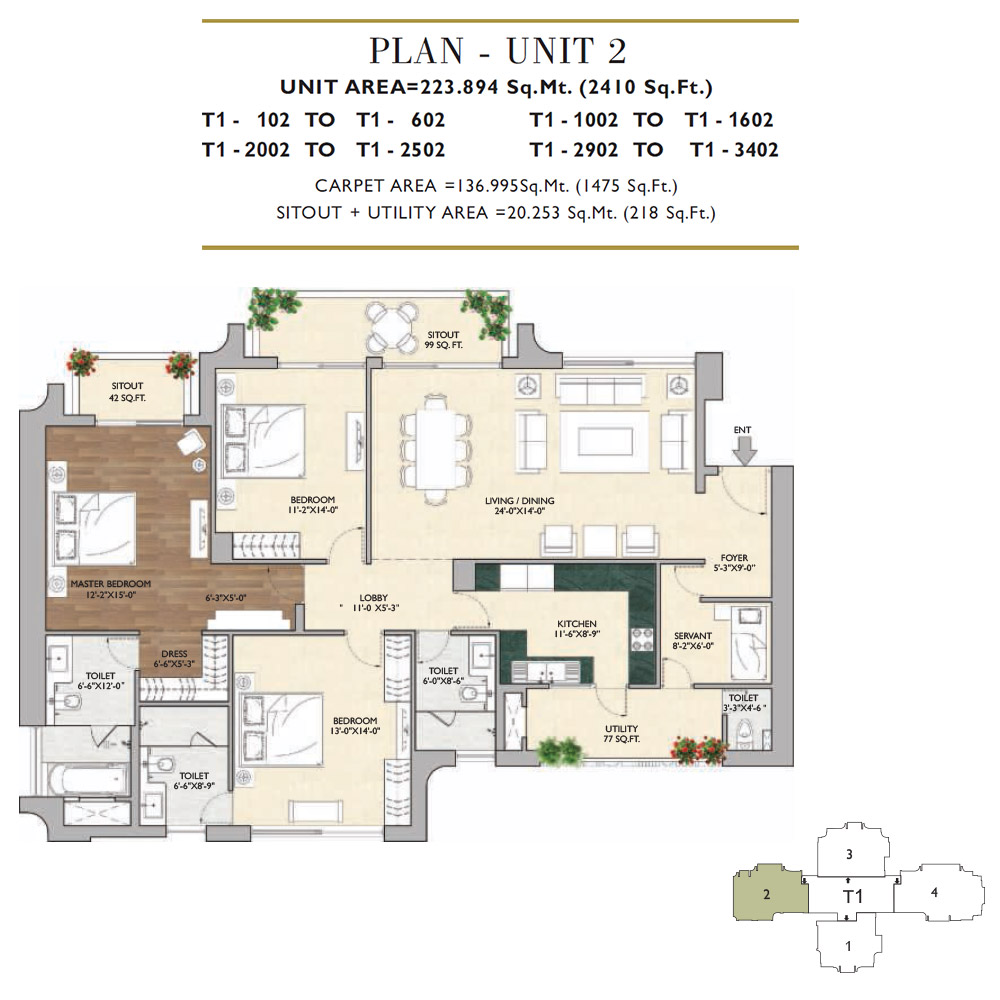 PLAN - UNIT 2
UNIT AREA=223.894 Sq.Mt. (2410 Sq.Ft.)
T1 - 102 TO T1 - 602 T1 - 1002 TO T1 - 1602
T1 - 2002 TO T1 - 2502 T1 - 2902 TO T1 - 3402
CARPET AREA =136.995Sq.Mt. (1475 Sq.Ft.)
SITOUT + UTILITY AREA =20.253 Sq.Mt. (218 Sq.Ft.)
SITOUT
99 SQ. FT.
SITOUT
42 SQ.FT.
ENT
BEDROOM
11'-2"X14'-0"
LIVING / DINING
24'-0"X14'-0"
FOYER
5'-3"X9'-0"
MASTER BEDROOM
12'-2"X15'-0"
6'-3"X5'-0"
LOBBY
" 11'-0 X5'-3"
KITCHEN
11'-6"X8'-9"
SERVANT
8'-2"X6'-0"
DRESS
6'-6"X5'-3"
TOILET
6'-6"X12'-0"
TOILET
6'-0"X8'-6"
TOILET
3'-3"X4'-6 "
BEDROOM
13'-0"X14'-0"
UTILITY
77 SQ.FT.
TOILET
6'-6"X8'-9"
3
2
T1
4
1